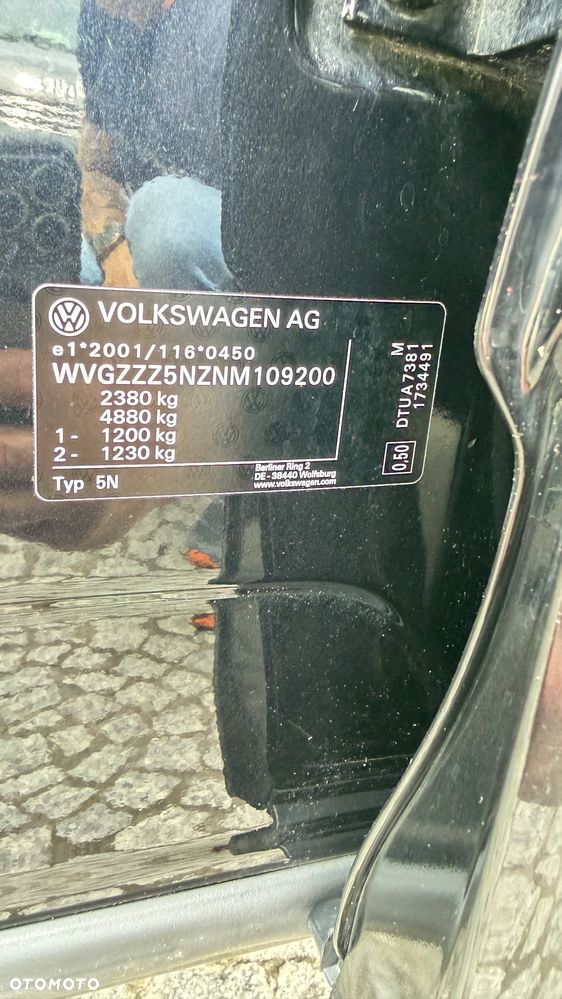 VOLKSWAGEN AG
e1*2001/116*0450
WVGZZZ5NZNM109200
2380 kg
4880 kg
1- 1200 kg
2- 1230 kg
Typ 5N
Berliner Ring 2
DE-38440 Wolfsburg
www.volkswagen.com
0,50
DTUA7381 M
1734491
OTOMOTO